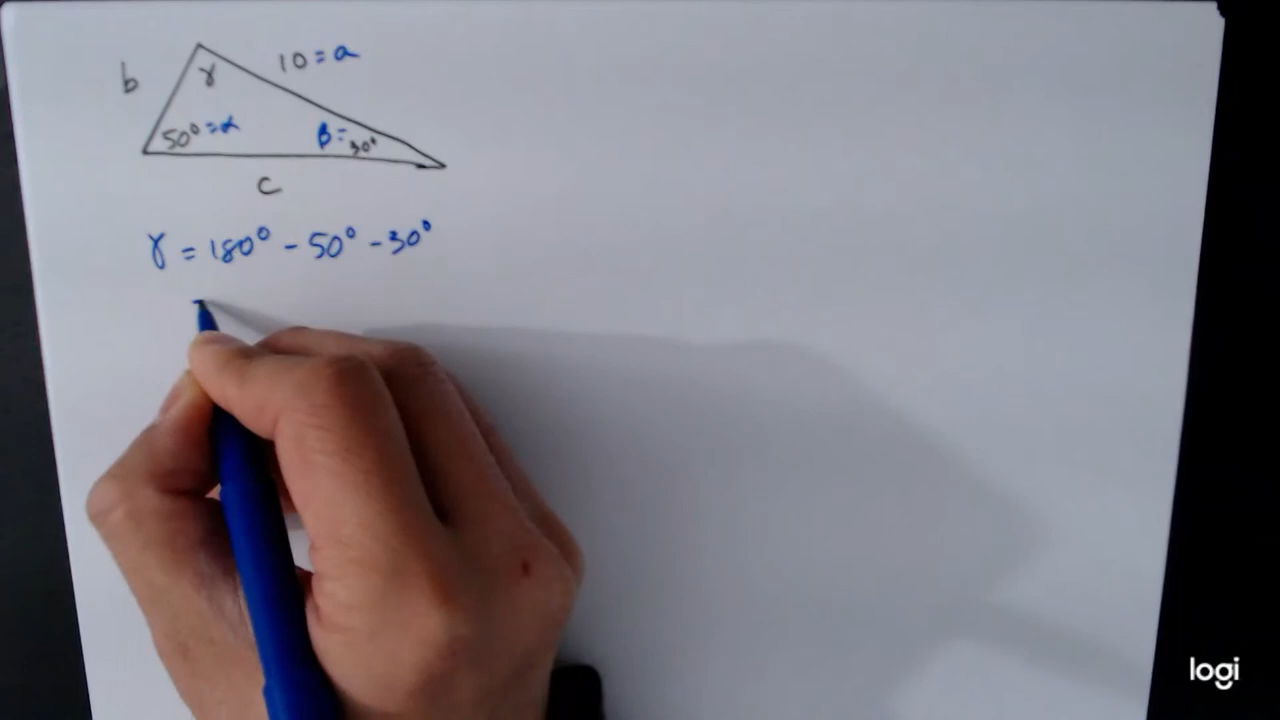 b
γ
10 = a
50° = α
β = 30°
c
γ = 180° - 50° - 30°
logi